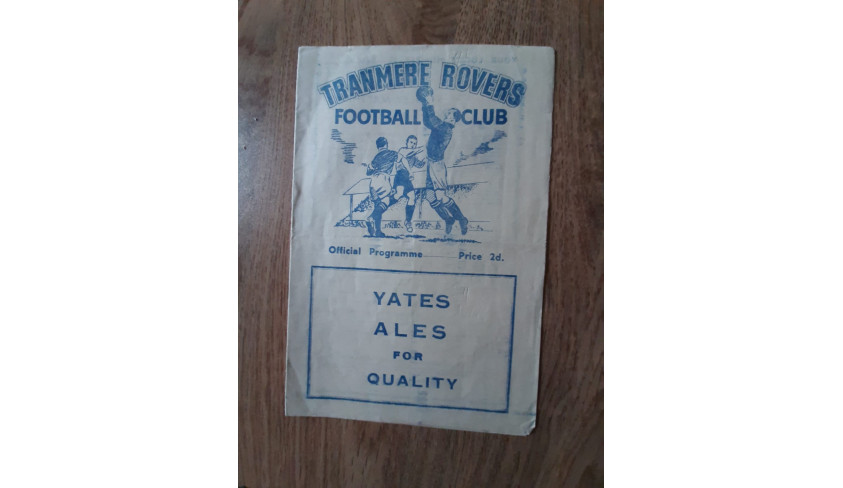 TRANMERE ROVERS
FOOTBALL CLUB
Official Programme Price 2d.
YATES
ALES
FOR
QUALITY